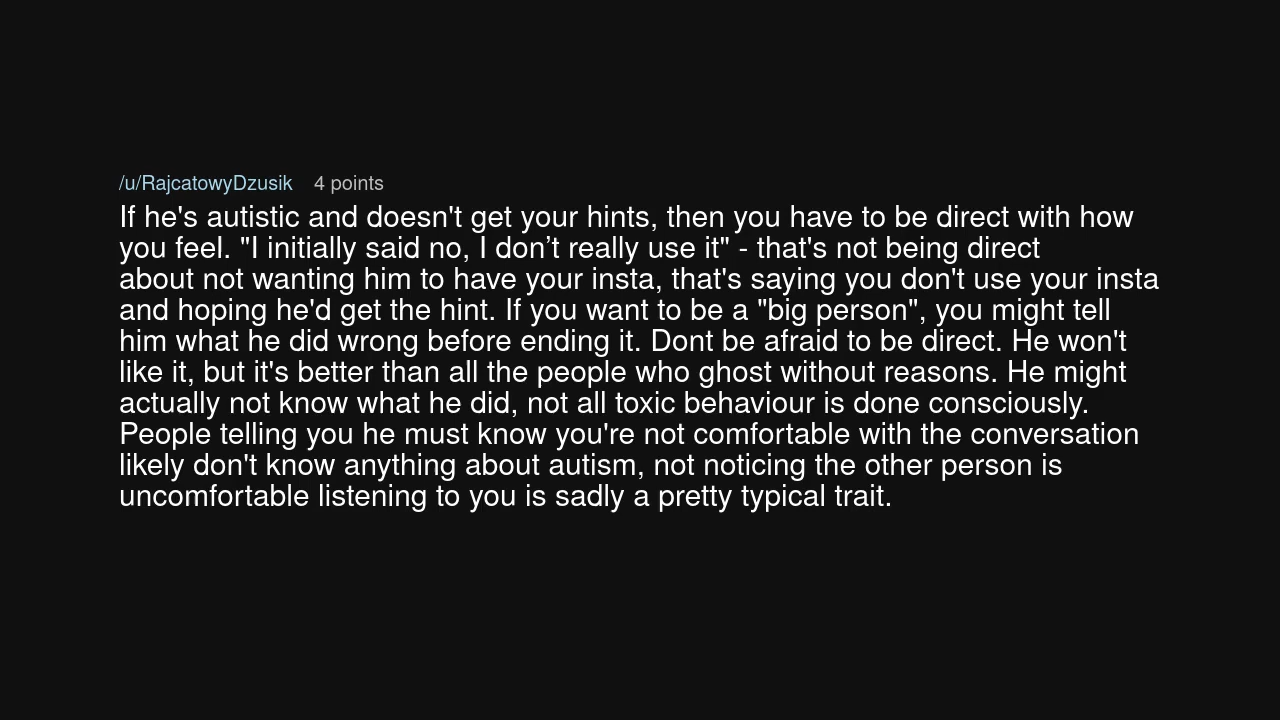 /u/RajcatowyDzusik 4 points
If he's autistic and doesn't get your hints, then you have to be direct with how
you feel. "I initially said no, I don’t really use it" - that's not being direct
about not wanting him to have your insta, that's saying you don't use your insta
and hoping he'd get the hint. If you want to be a "big person", you might tell
him what he did wrong before ending it. Dont be afraid to be direct. He won't
like it, but it's better than all the people who ghost without reasons. He might
actually not know what he did, not all toxic behaviour is done consciously.
People telling you he must know you're not comfortable with the conversation
likely don't know anything about autism, not noticing the other person is
uncomfortable listening to you is sadly a pretty typical trait.